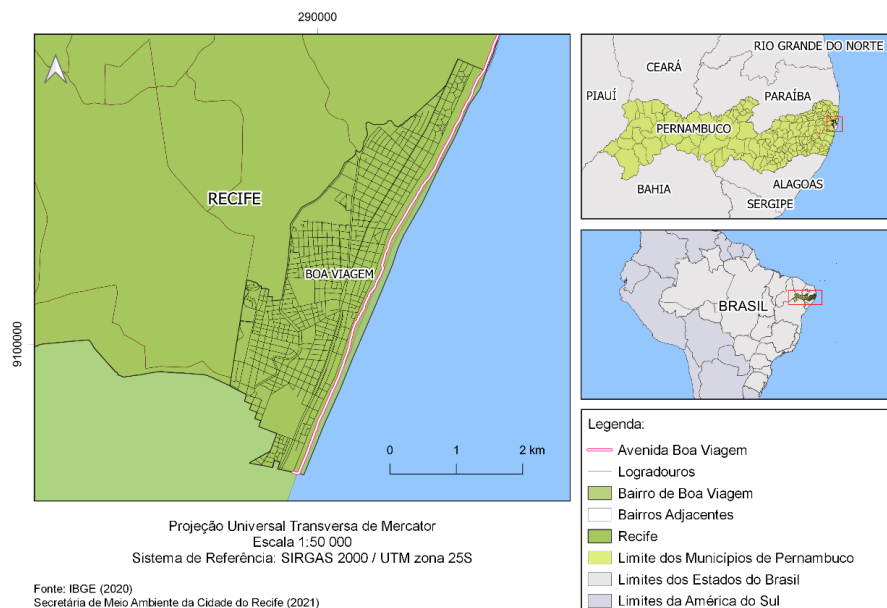 290000
9100000
RECIFE
BOA VIAGEM
0 1 2 km
RIO GRANDE DO NORTE
CEARÁ
PIAUÍ
PARAÍBA
PERNAMBUCO
BAHIA
ALAGOAS
SERGIPE
BRASIL
Legenda:
Avenida Boa Viagem
Logradouros
Bairro de Boa Viagem
Bairros Adjacentes
Recife
Limite dos Municípios de Pernambuco
Limites dos Estados do Brasil
Limites da América do Sul
Projeção Universal Transversa de Mercator
Escala 1:50 000
Sistema de Referência: SIRGAS 2000 / UTM zona 25S
Fonte: IBGE (2020)
Secretária de Meio Ambiente da Cidade do Recife (2021)